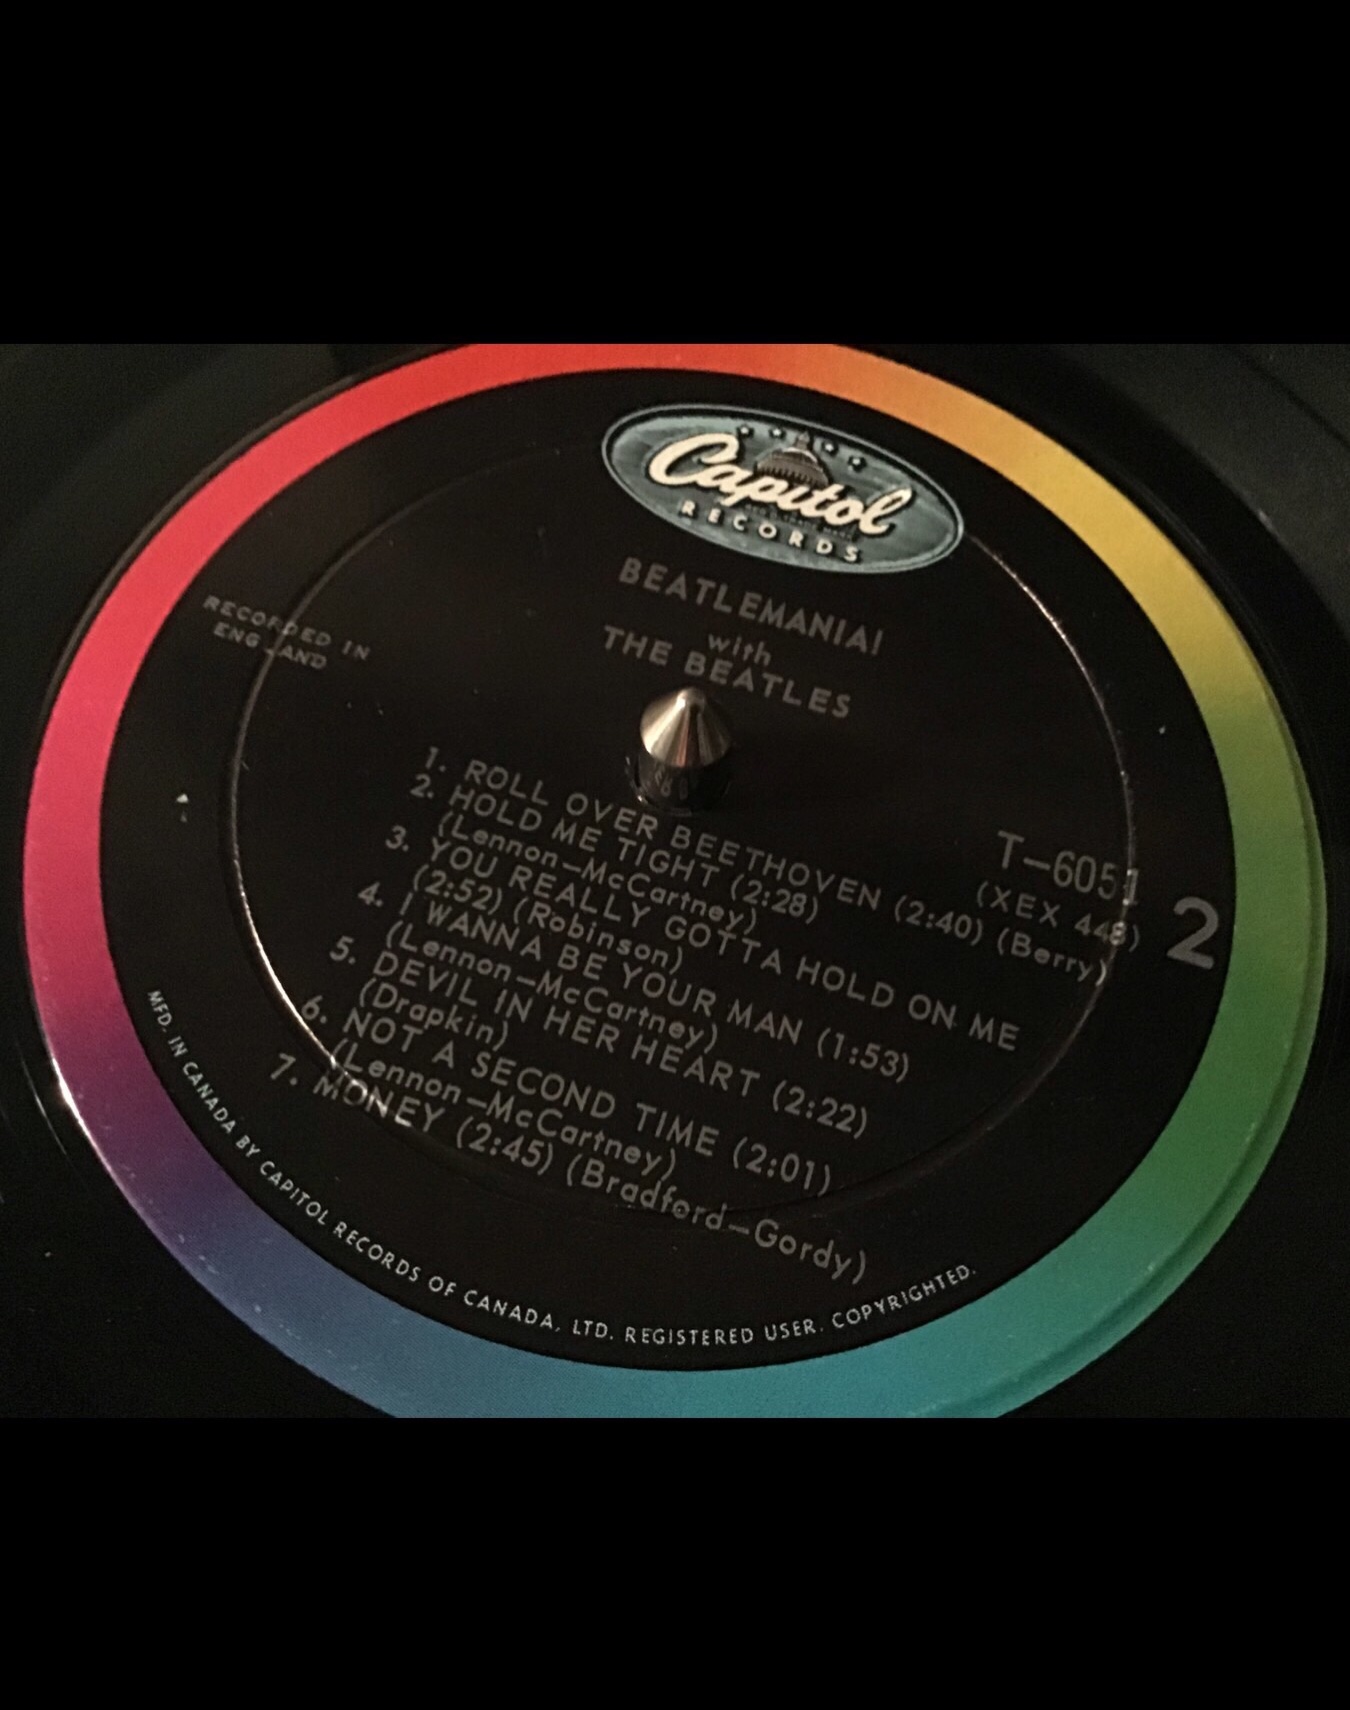 Capitol
RECORDS
BEATLEMANIA!
with
THE BEATLES
RECORDED IN
ENGLAND
T-6051
(XEX 448)
2
1. ROLL OVER BEETHOVEN (2:40) (Berry)
2. HOLD ME TIGHT (2:28)
(Lennon-McCartney)
3. YOU REALLY GOTTA HOLD ON ME
(2:52) (Robinson)
4. I WANNA BE YOUR MAN (1:53)
(Lennon-McCartney)
5. DEVIL IN HER HEART (2:22)
(Drapkin)
6. NOT A SECOND TIME (2:01)
(Lennon-McCartney)
7. MONEY (2:45) (Bradford-Gordy)
MFD. IN CANADA BY CAPITOL RECORDS OF CANADA, LTD. REGISTERED USER. COPYRIGHTED.